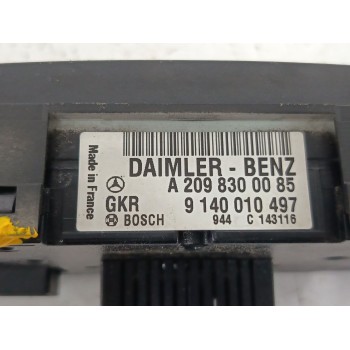 Made in France
DAIMLER - BENZ
A 209 830 00 85
GKR 9 140 010 497
BOSCH 944 C 143116